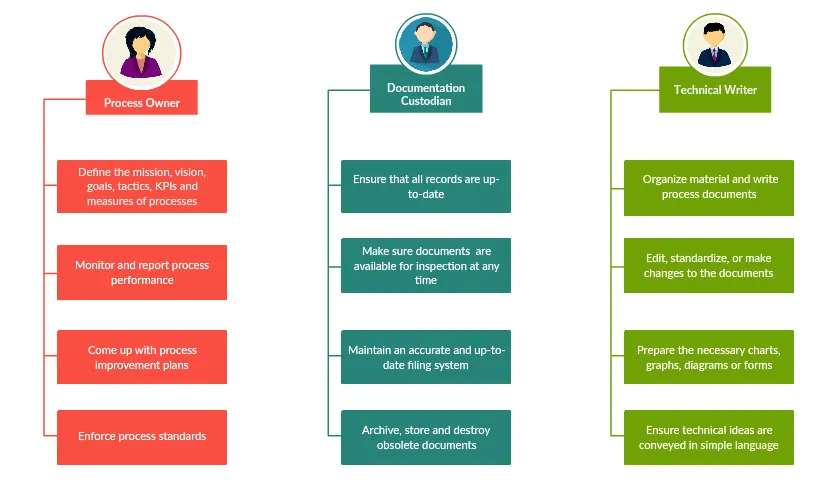 Process Owner
Define the mission, vision,
goals, tactics, KPIs and
measures of processes
Monitor and report process
performance
Come up with process
improvement plans
Enforce process standards
Documentation
Custodian
Ensure that all records are up-
to-date
Make sure documents  are
available for inspection at any
time
Maintain an accurate and up-to-
date filing system
Archive, store and destroy
obsolete documents
Technical Writer
Organize material and write
process documents
Edit, standardize, or make
changes to the documents
Prepare the necessary charts,
graphs, diagrams or forms
Ensure technical ideas are
conveyed in simple language